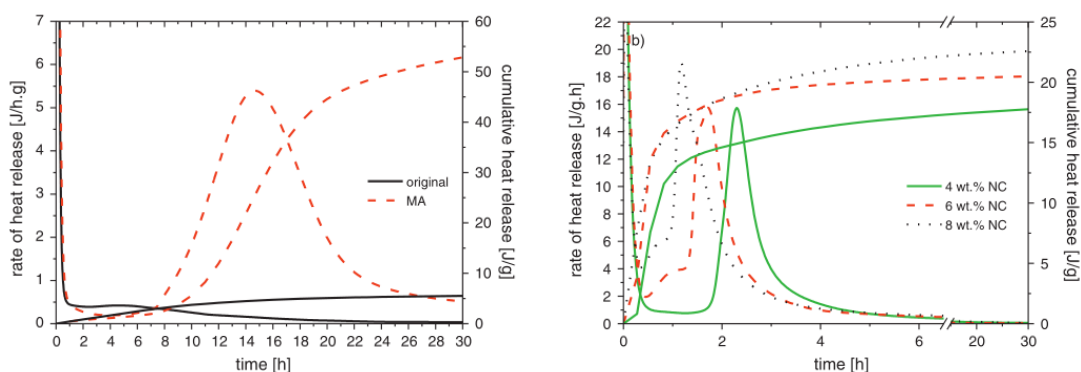 rate of heat release [J/h.g]
7
6
5
4
3
2
1
0
0 2 4 6 8 10 12 14 16 18 20 22 24 26 28 30
time [h]
60
50
40
30
20
10
0
cumulative heat release [J/g]
original
MA
rate of heat release [J/g.h]
22
20
18
16
14
12
10
8
6
4
2
0
b)
0 2 4 6 20 30
time [h]
25
20
15
10
5
0
cumulative heat release [J/g]
4 wt.% NC
6 wt.% NC
8 wt.% NC